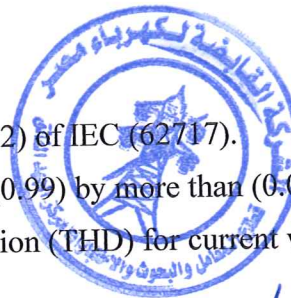 شركة القابضة لكهرباء مصر
2) of IEC (62717).
0.99) by more than (0.0
ion (THD) for current v
والبحوث